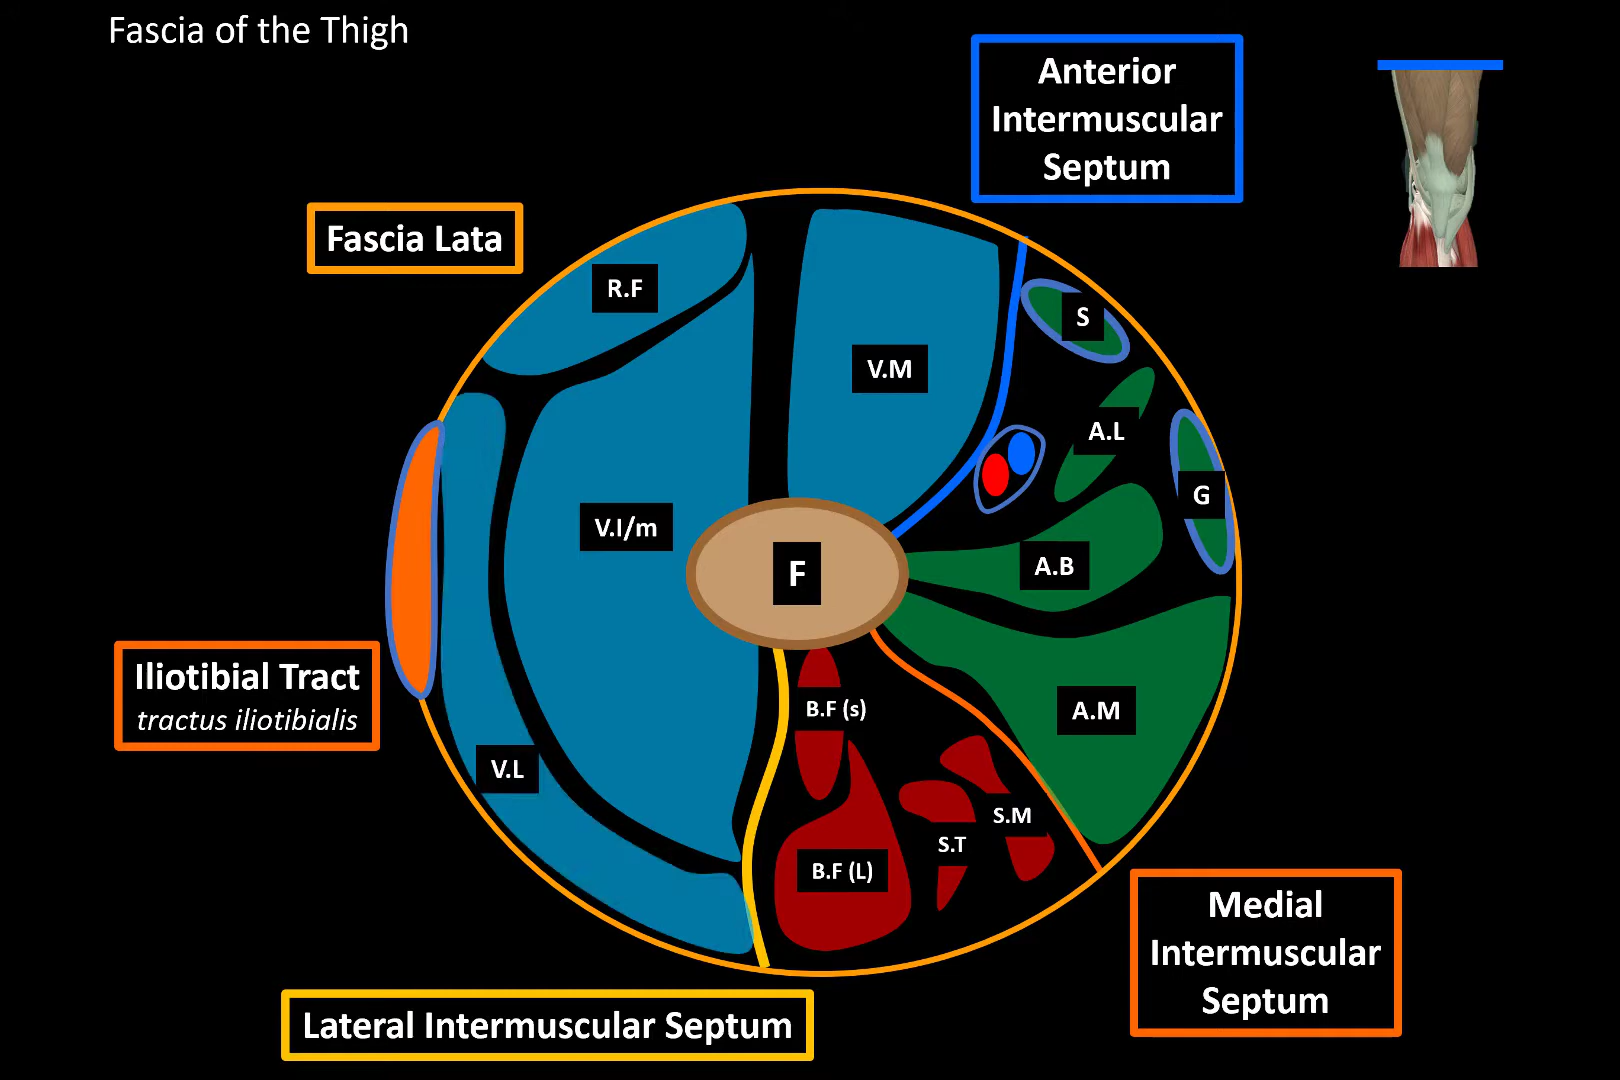 Fascia of the Thigh
Anterior
Intermuscular
Septum
Fascia Lata
R.F
S
V.M
A.L
G
V.I/m
A.B
F
Iliotibial Tract
tractus iliotibialis
B.F (s)
A.M
V.L
S.M
S.T
B.F (L)
Medial
Intermuscular
Septum
Lateral Intermuscular Septum